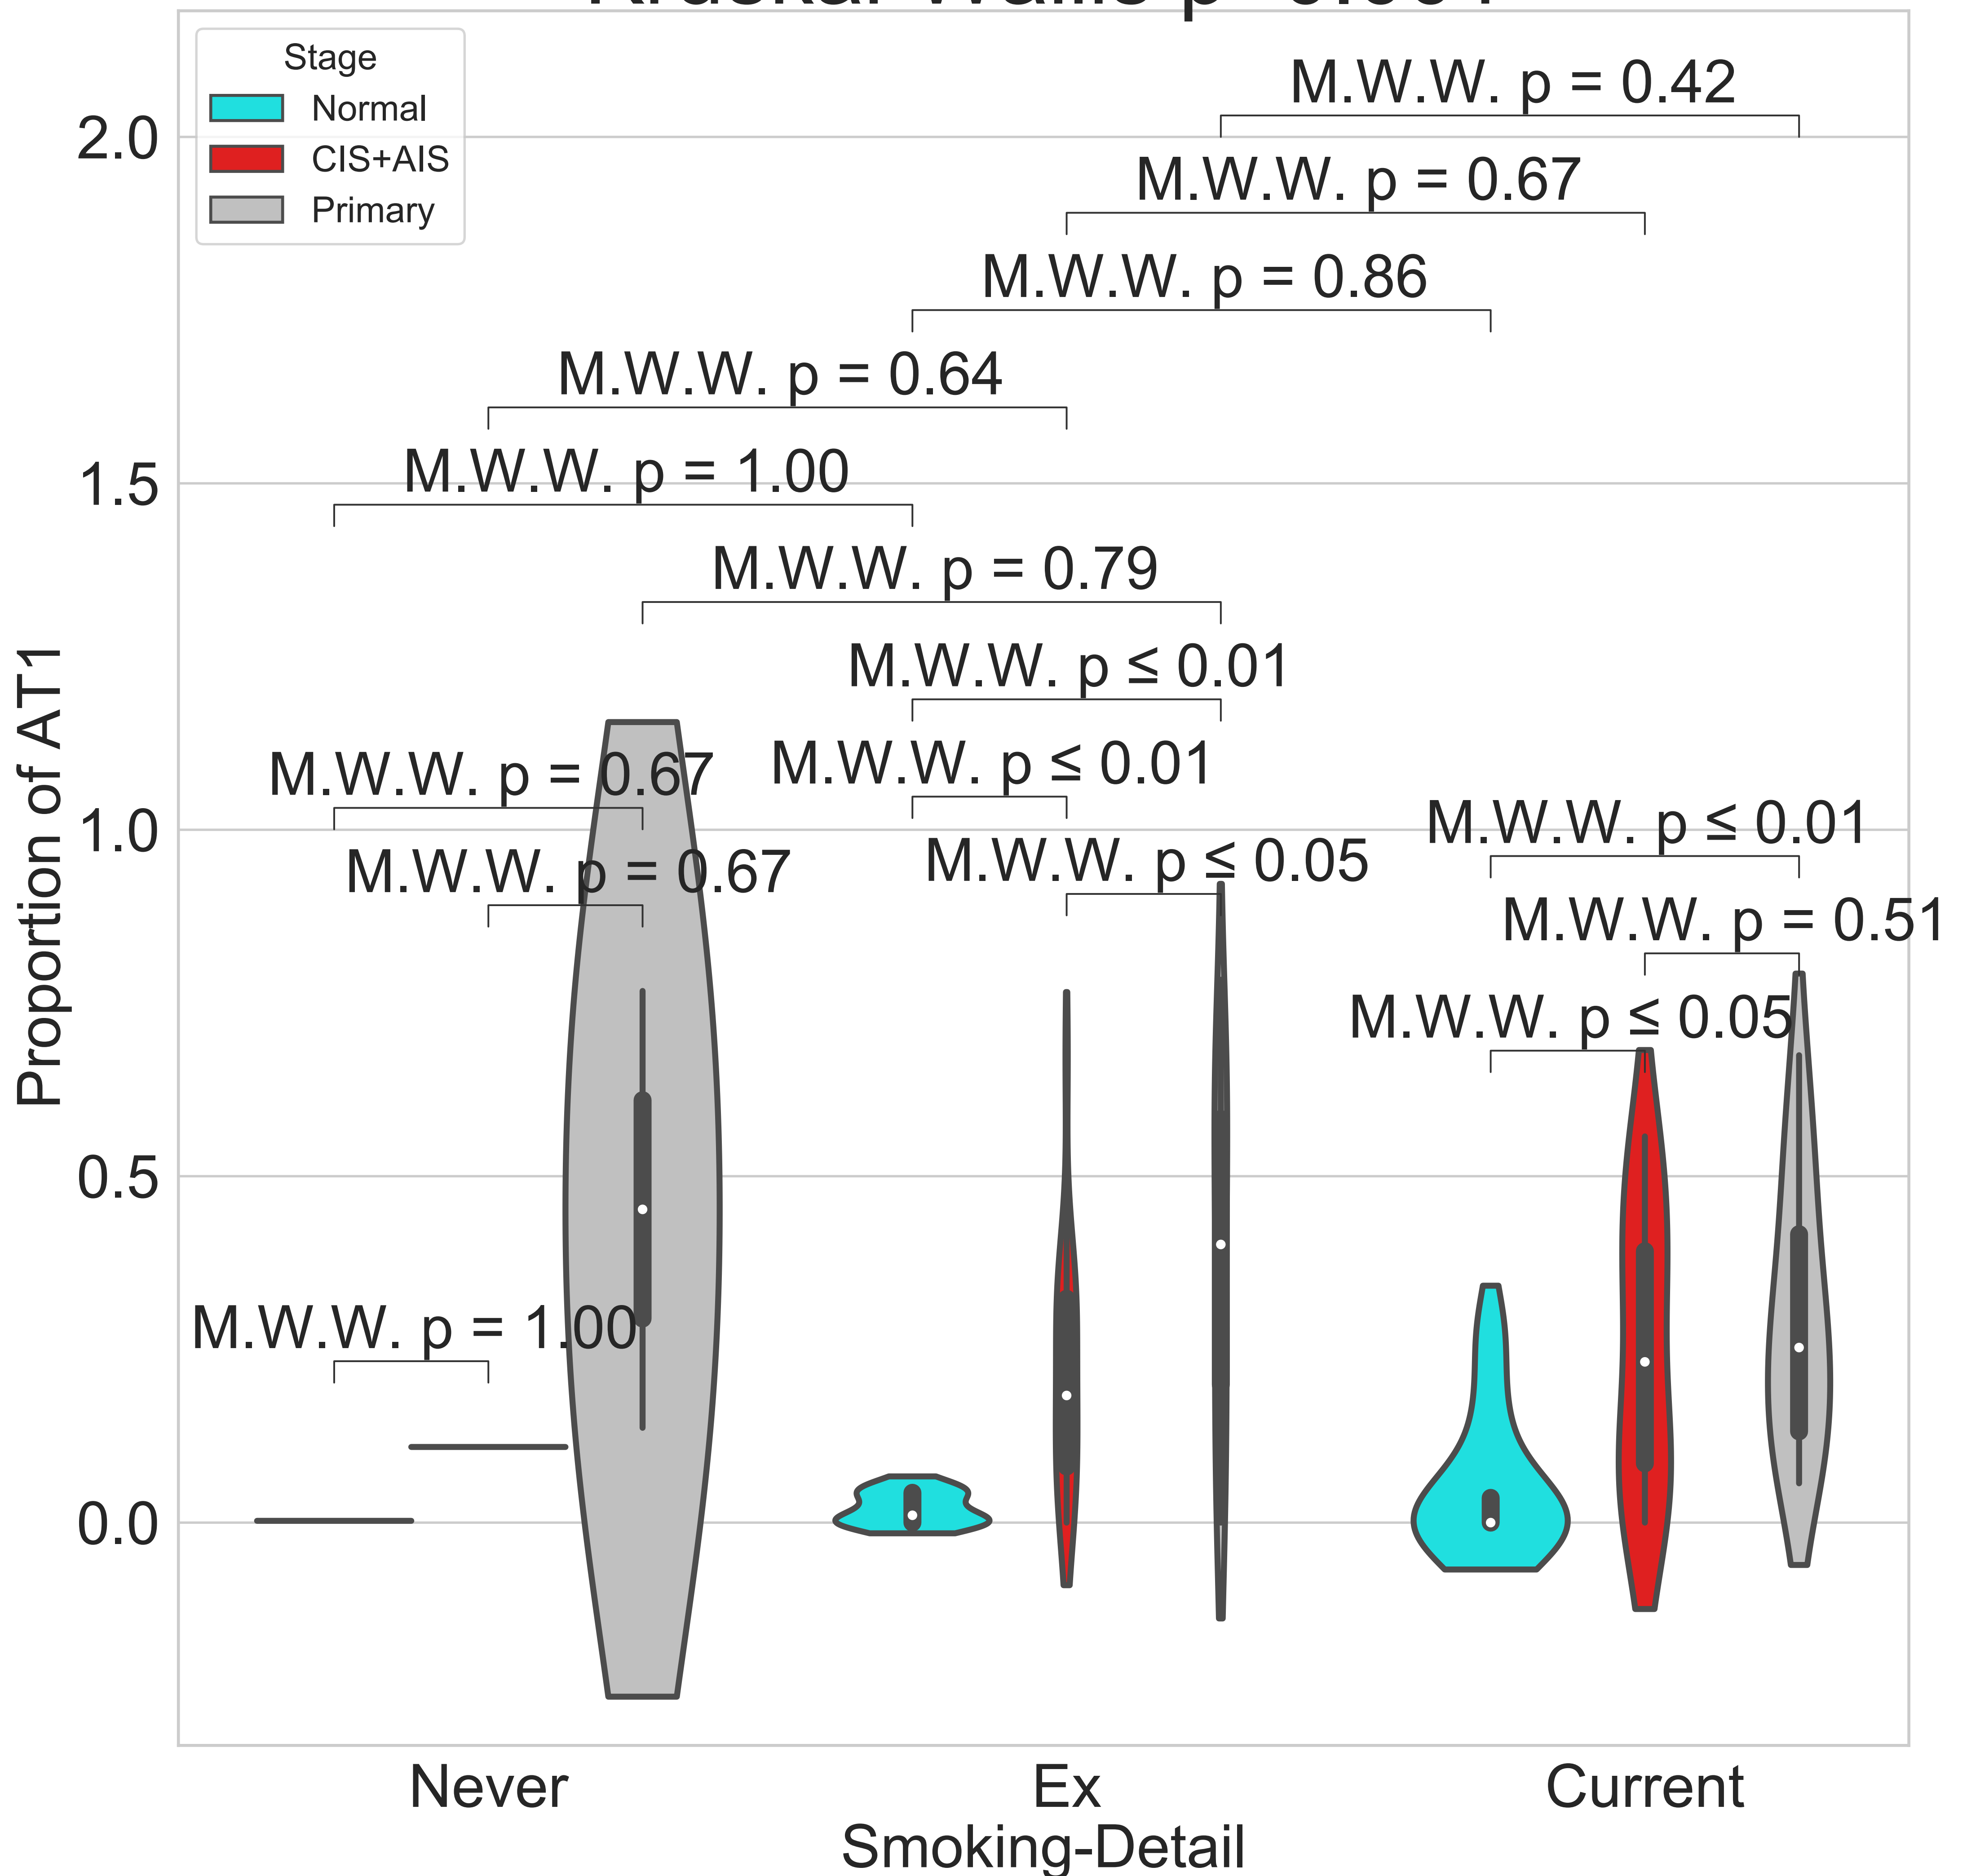 Stage
Normal
CIS+AIS
Primary
M.W.W. p = 0.42
M.W.W. p = 0.67
M.W.W. p = 0.86
M.W.W. p = 0.64
M.W.W. p = 1.00
M.W.W. p = 0.79
M.W.W. p ≤ 0.01
M.W.W. p ≤ 0.01
M.W.W. p = 0.67
M.W.W. p ≤ 0.05
M.W.W. p = 0.67
M.W.W. p ≤ 0.01
M.W.W. p = 0.51
M.W.W. p ≤ 0.05
M.W.W. p = 1.00
2.0
1.5
1.0
0.5
0.0
Proportion of AT1
Never
Ex
Current
Smoking-Detail